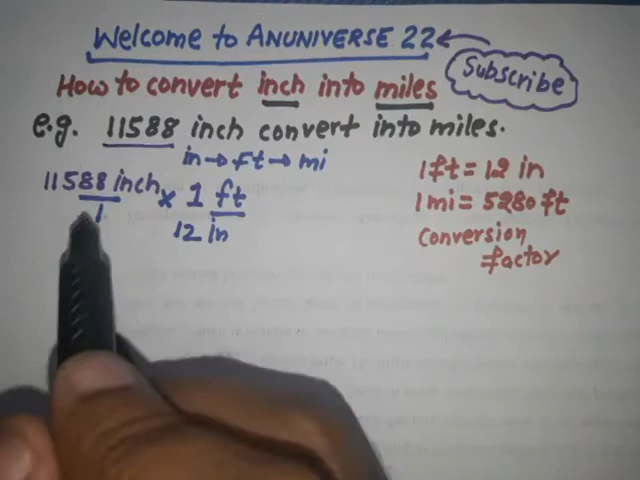 Welcome to ANUNIVERSE 22
Subscribe
How to convert inch into miles
e.g. 11588 inch convert into miles.
in → ft → mi
11588 inch × 1 ft
1 12 in
1 ft = 12 in
1 mi = 5280 ft
Conversion
factor